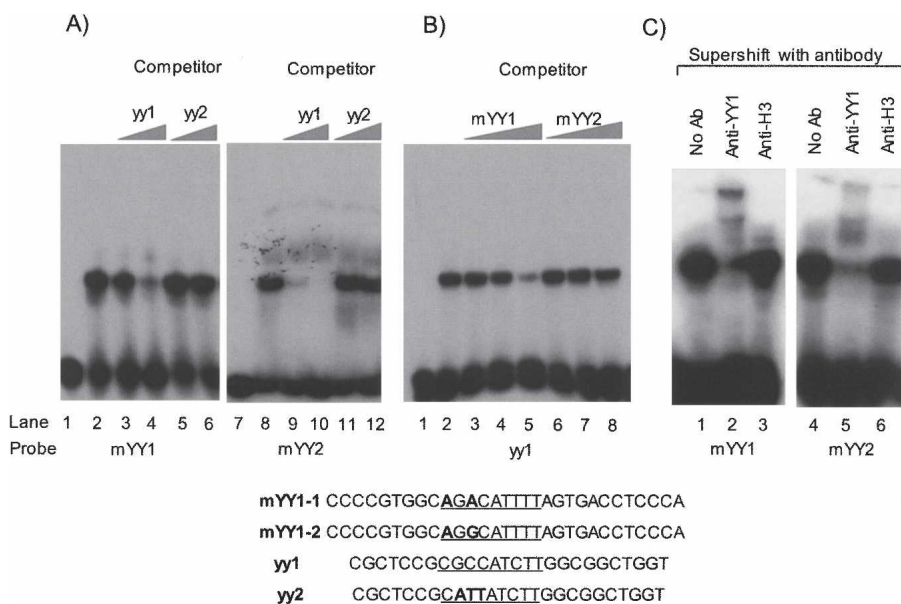 A)
B)
C)
Competitor
Competitor
Competitor
Supershift with antibody
yy1 yy2
yy1 yy2
mYY1 mYY2
No Ab Anti-YY1 Anti-H3
No Ab Anti-YY1 Anti-H3
Lane 1 2 3 4 5 6 7 8 9 10 11 12
1 2 3 4 5 6 7 8
1 2 3 4 5 6
Probe mYY1 mYY2 yy1 mYY1 mYY2
mYY1-1 CCCCGTGGCAGACATTTTAGTGACCTCCCA
mYY1-2 CCCCGTGGCAGGCATTTTAGTGACCTCCCA
yy1 CGCTCCGCGCCATCTTGGCGGCTGGT
yy2 CGCTCCGCATTATCTTGGCGGCTGGT